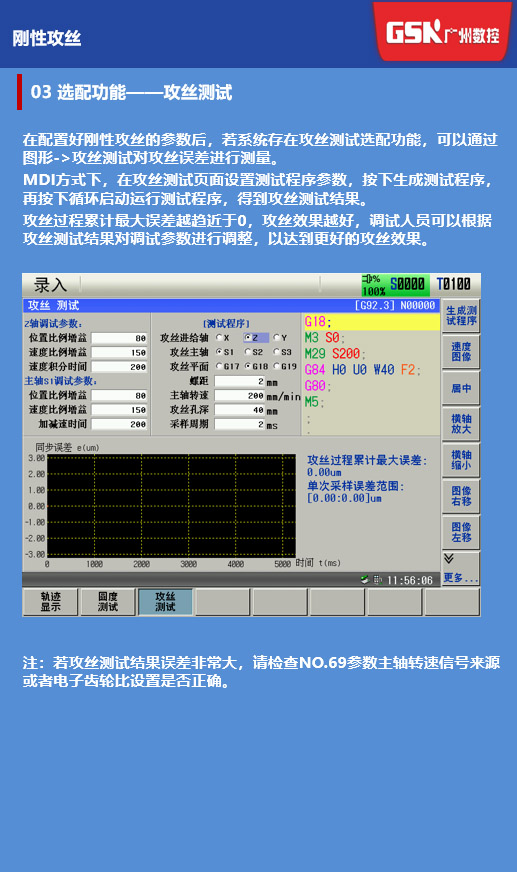 刚性攻丝
GSK广州数控
03 选配功能——攻丝测试
在配置好刚性攻丝的参数后，若系统存在攻丝测试选配功能，可以通过
图形->攻丝测试对攻丝误差进行测量。
MDI方式下，在攻丝测试页面设置测试程序参数，按下生成测试程序，
再按下循环启动运行测试程序，得到攻丝测试结果。
攻丝过程累计最大误差越趋近于0，攻丝效果越好，调试人员可以根据
攻丝测试结果对调试参数进行调整，以达到更好的攻丝效果。
录入
100% S0000 T0100
攻丝 测试 [G92.3] N00000
Z轴调试参数:
位置比例增益 80
速度比例增益 150
速度积分时间 200
主轴S1调试参数:
位置比例增益 80
速度比例增益 150
加减速时间 200
[测试程序]
攻丝进给轴 X Z Y
攻丝主轴 S1 S2 S3
攻丝平面 G17 G18 G19
螺距 2 mm
主轴转速 200 mm/min
攻丝孔深 40 mm
采样周期 2 ms
G18;
M3 S0;
M29 S200;
G84 H0 U0 W40 F2;
G80;
M5;
;
.
生成测
试程序
速度
图像
居中
横轴
放大
横轴
缩小
图像
右移
图像
左移
更多...
同步误差 e(um)
3.00
2.00
1.00
0.00
-1.00
-2.00
-3.00
0 1000 2000 3000 4000 5000 时间 t(ms)
攻丝过程累计最大误差:
0.00um
单次采样误差范围:
[0.00:0.00]um
11:56:06
轨迹
显示
圆度
测试
攻丝
测试
注：若攻丝测试结果误差非常大，请检查NO.69参数主轴转速信号来源
或者电子齿轮比设置是否正确。